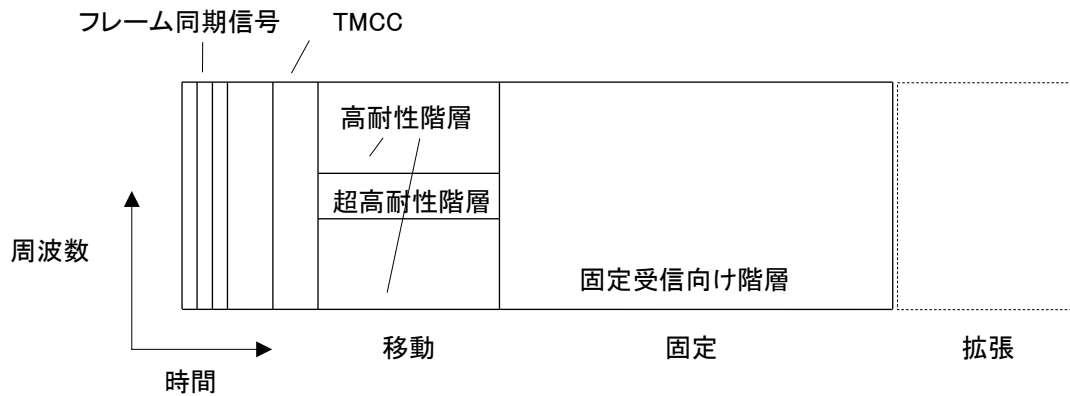 フレーム同期信号
TMCC
高耐性階層
超高耐性階層
周波数
固定受信向け階層
移動
固定
拡張
時間